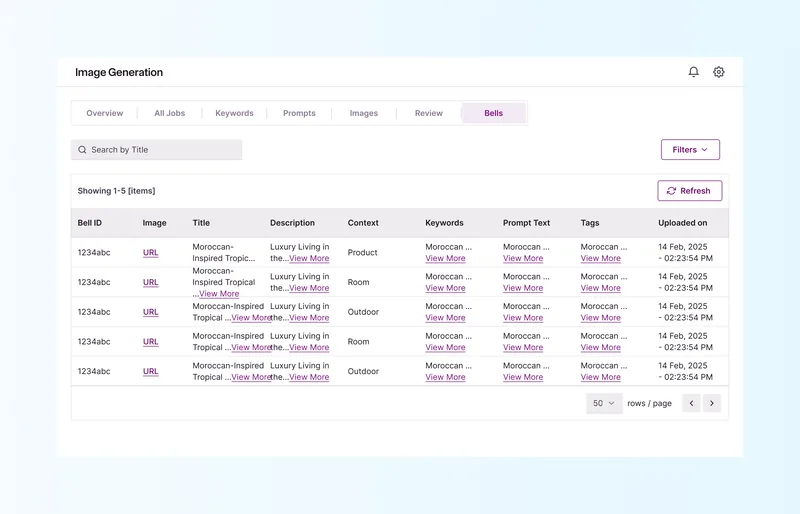 Image Generation
Overview All Jobs Keywords Prompts Images Review Bells
Search by Title
Filters
Showing 1-5 [items]
Refresh
Bell ID Image Title Description Context Keywords Prompt Text Tags Uploaded on
1234abc URL Moroccan-
Inspired Tropic... Luxury Living in
the...View More Product Moroccan ...
View More Moroccan ...
View More Moroccan ...
View More 14 Feb, 2025
- 02:23:54 PM
1234abc URL Moroccan-
Inspired Tropical
...View More Luxury Living in
the...View More Room Moroccan ...
View More Moroccan ...
View More Moroccan ...
View More 14 Feb, 2025
- 02:23:54 PM
1234abc URL Moroccan-Inspired
Tropical ...View More Luxury Living in
the...View More Outdoor Moroccan ...
View More Moroccan ...
View More Moroccan ...
View More 14 Feb, 2025
- 02:23:54 PM
1234abc URL Moroccan-Inspired
Tropical ...View More Luxury Living in
the...View More Room Moroccan ...
View More Moroccan ...
View More Moroccan ...
View More 14 Feb, 2025
- 02:23:54 PM
1234abc URL Moroccan-Inspired
Tropical ...View More Luxury Living in
the...View More Outdoor Moroccan ...
View More Moroccan ...
View More Moroccan ...
View More 14 Feb, 2025
- 02:23:54 PM
50 rows / page